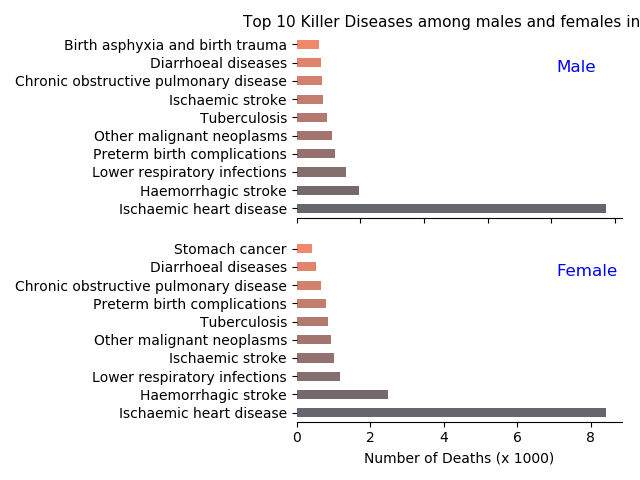 Top 10 Killer Diseases among males and females in
Birth asphyxia and birth trauma
Diarrhoeal diseases
Chronic obstructive pulmonary disease
Ischaemic stroke
Tuberculosis
Other malignant neoplasms
Preterm birth complications
Lower respiratory infections
Haemorrhagic stroke
Ischaemic heart disease
Male
Stomach cancer
Diarrhoeal diseases
Chronic obstructive pulmonary disease
Preterm birth complications
Tuberculosis
Other malignant neoplasms
Ischaemic stroke
Lower respiratory infections
Haemorrhagic stroke
Ischaemic heart disease
Female
0 2 4 6 8
Number of Deaths (x 1000)